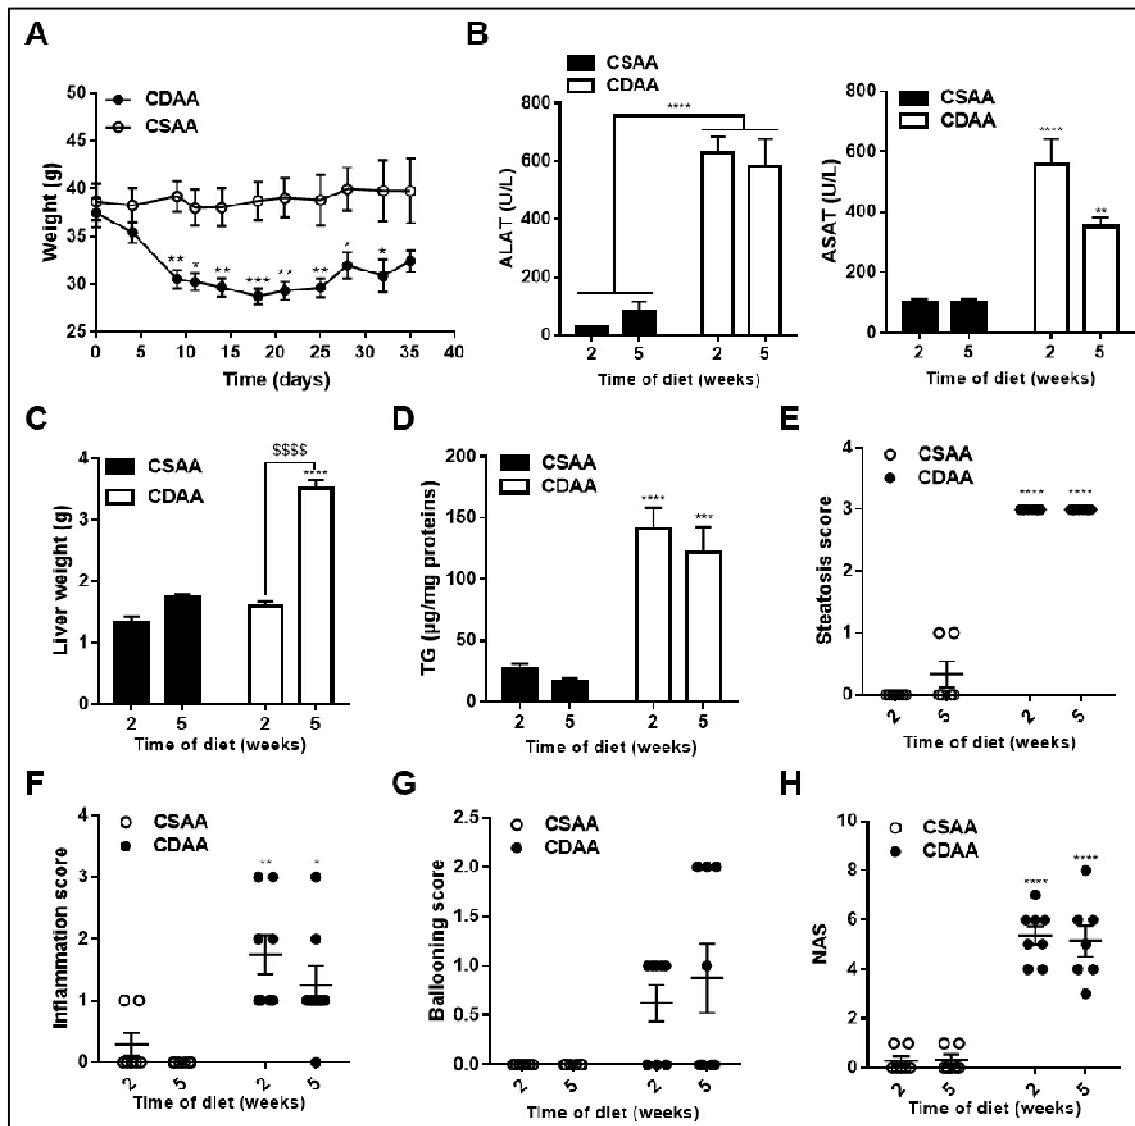 A
CDAA
CSAA
Weight (g)
50
45
40
35
30
25
** * ** *** ** ** * *
0 5 10 15 20 25 30 35 40
Time (days)
B
CSAA
CDAA
ALAT (U/L)
800
600
400
200
0
****
2 5 2 5
Time of diet (weeks)
CSAA
CDAA
ASAT (U/L)
800
600
400
200
0
****
**
2 5 2 5
Time of diet (weeks)
C
CSAA
CDAA
Liver weight (g)
4
3
2
1
0
$$$$
****
2 5 2 5
Time of diet (weeks)
D
CSAA
CDAA
TG (µg/mg proteins)
200
150
100
50
0
****
***
2 5 2 5
Time of diet (weeks)
E
CSAA
CDAA
Steatosis score
4
3
2
1
0
**** ****
2 5 2 5
Time of diet (weeks)
F
CSAA
CDAA
Inflammation score
4
3
2
1
0
** *
2 5 2 5
Time of diet (weeks)
G
CSAA
CDAA
Ballooning score
2.5
2.0
1.5
1.0
0.5
0.0
2 5 2 5
Time of diet (weeks)
H
CSAA
CDAA
NAS
10
8
6
4
2
0
****
****
2 5 2 5
Time of diet (weeks)